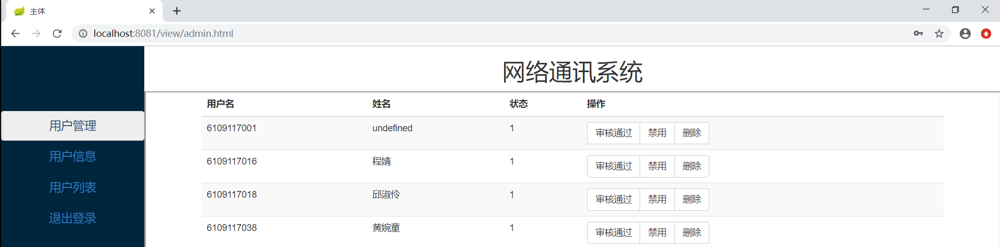 主体
localhost:8081/view/admin.html
网络通讯系统
用户管理
用户信息
用户列表
退出登录
用户名 姓名 状态 操作
6109117001 undefined 1 审核通过 禁用 删除
6109117016 程婧 1 审核通过 禁用 删除
6109117018 邱淑伶 1 审核通过 禁用 删除
6109117038 黄婉童 1 审核通过 禁用 删除